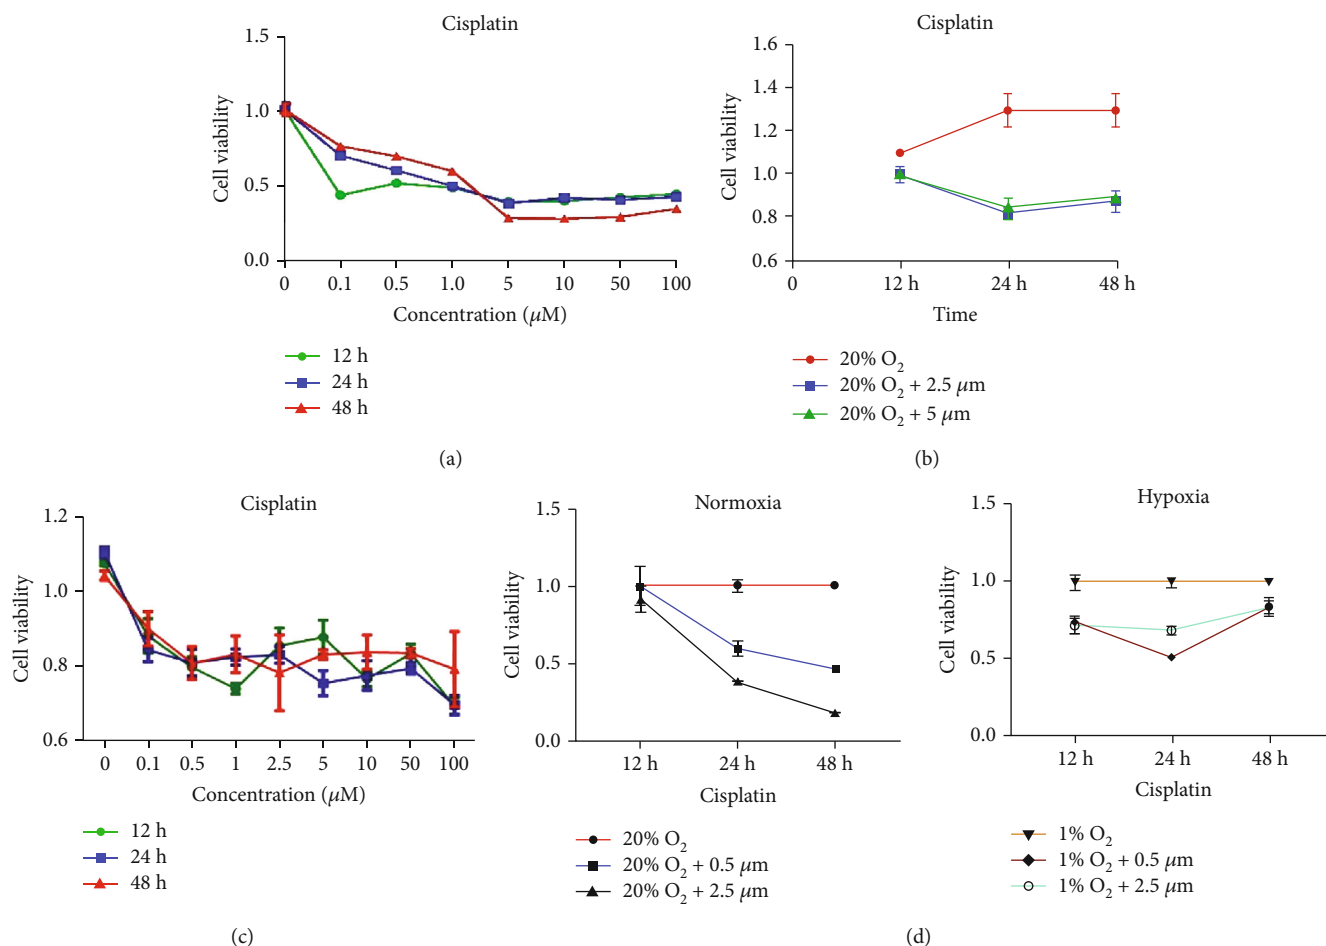 Cisplatin
1.5
1.0
0.5
0.0
Cell viability
0 0.1 0.5 1.0 5 10 50 100
Concentration (μM)
12 h
24 h
48 h
(a)
Cisplatin
1.6
1.4
1.2
1.0
0.8
0.6
Cell viability
0 12 h 24 h 48 h
Time
20% O2
20% O2 + 2.5 μm
20% O2 + 5 μm
(b)
Cisplatin
1.2
1.0
0.8
0.6
Cell viability
0 0.1 0.5 1 2.5 5 10 50 100
Concentration (μM)
12 h
24 h
48 h
(c)
Normoxia
1.5
1.0
0.5
0.0
Cell viability
12 h 24 h 48 h
Cisplatin
20% O2
20% O2 + 0.5 μm
20% O2 + 2.5 μm
Hypoxia
1.5
1.0
0.5
0.0
Cell viability
12 h 24 h 48 h
Cisplatin
1% O2
1% O2 + 0.5 μm
1% O2 + 2.5 μm
(d)